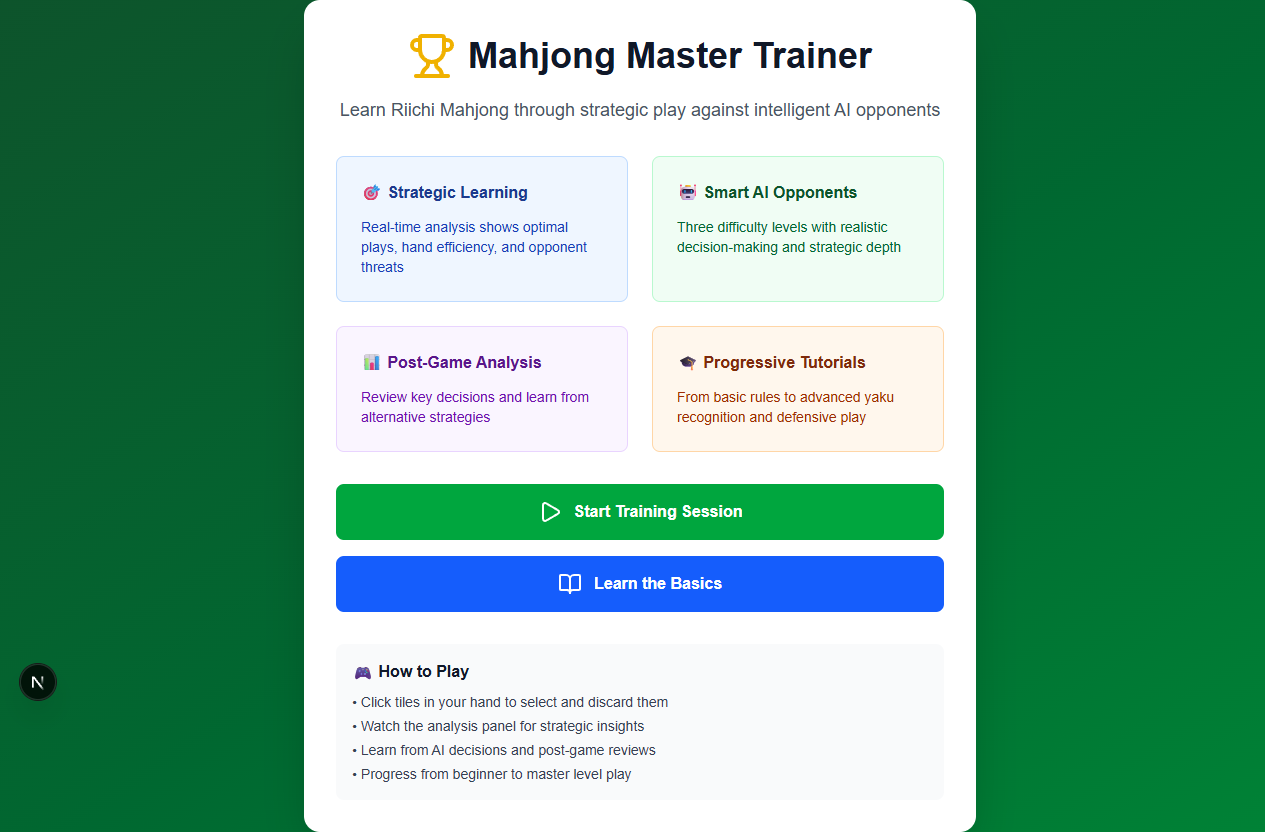 Mahjong Master Trainer
Learn Riichi Mahjong through strategic play against intelligent AI opponents
Strategic Learning
Real-time analysis shows optimal
plays, hand efficiency, and opponent
threats
Smart AI Opponents
Three difficulty levels with realistic
decision-making and strategic depth
Post-Game Analysis
Review key decisions and learn from
alternative strategies
Progressive Tutorials
From basic rules to advanced yaku
recognition and defensive play
Start Training Session
Learn the Basics
N
How to Play
• Click tiles in your hand to select and discard them
• Watch the analysis panel for strategic insights
• Learn from AI decisions and post-game reviews
• Progress from beginner to master level play